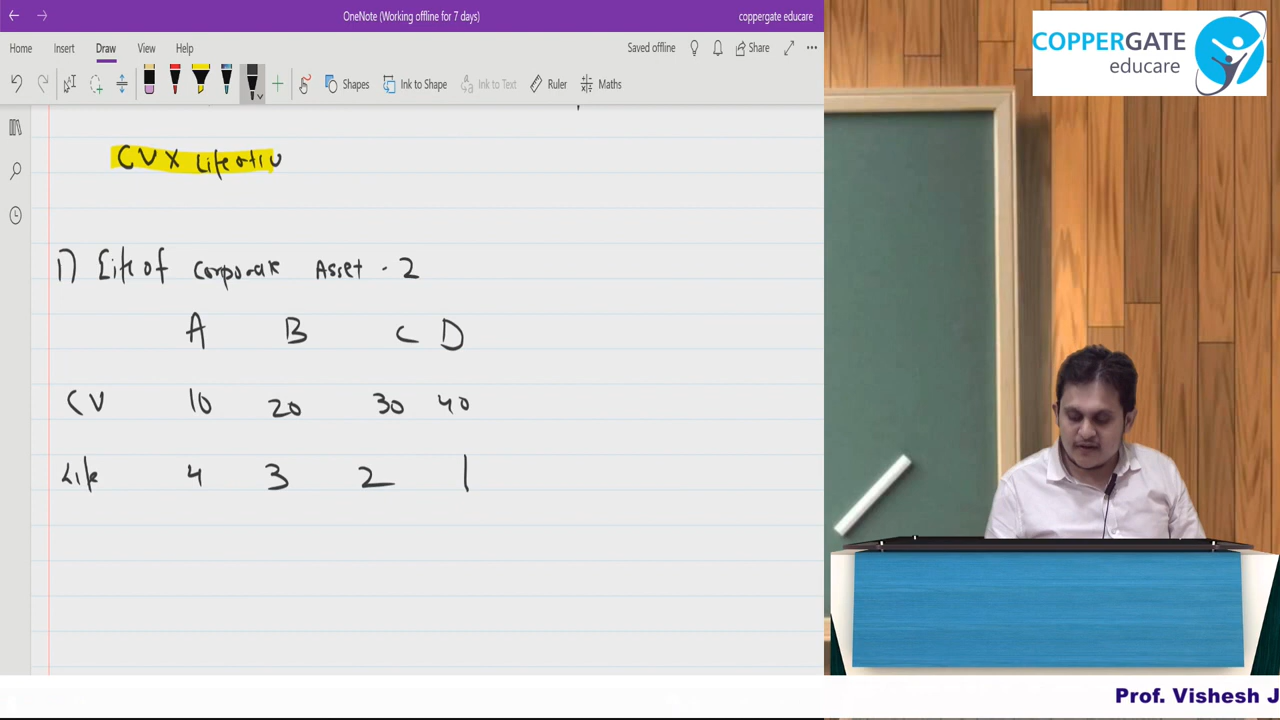 OneNote (Working offline for 7 days)
coppergate educare
Home Insert Draw View Help
Saved offline Share
Shapes Ink to Shape Ink to Text Ruler Maths
COPPERGATE
educare
CV X Life
1) Life of Corporate Asset - 2
A B C D
CV 10 20 30 40
Life 4 3 2 1
Prof. Vishesh J